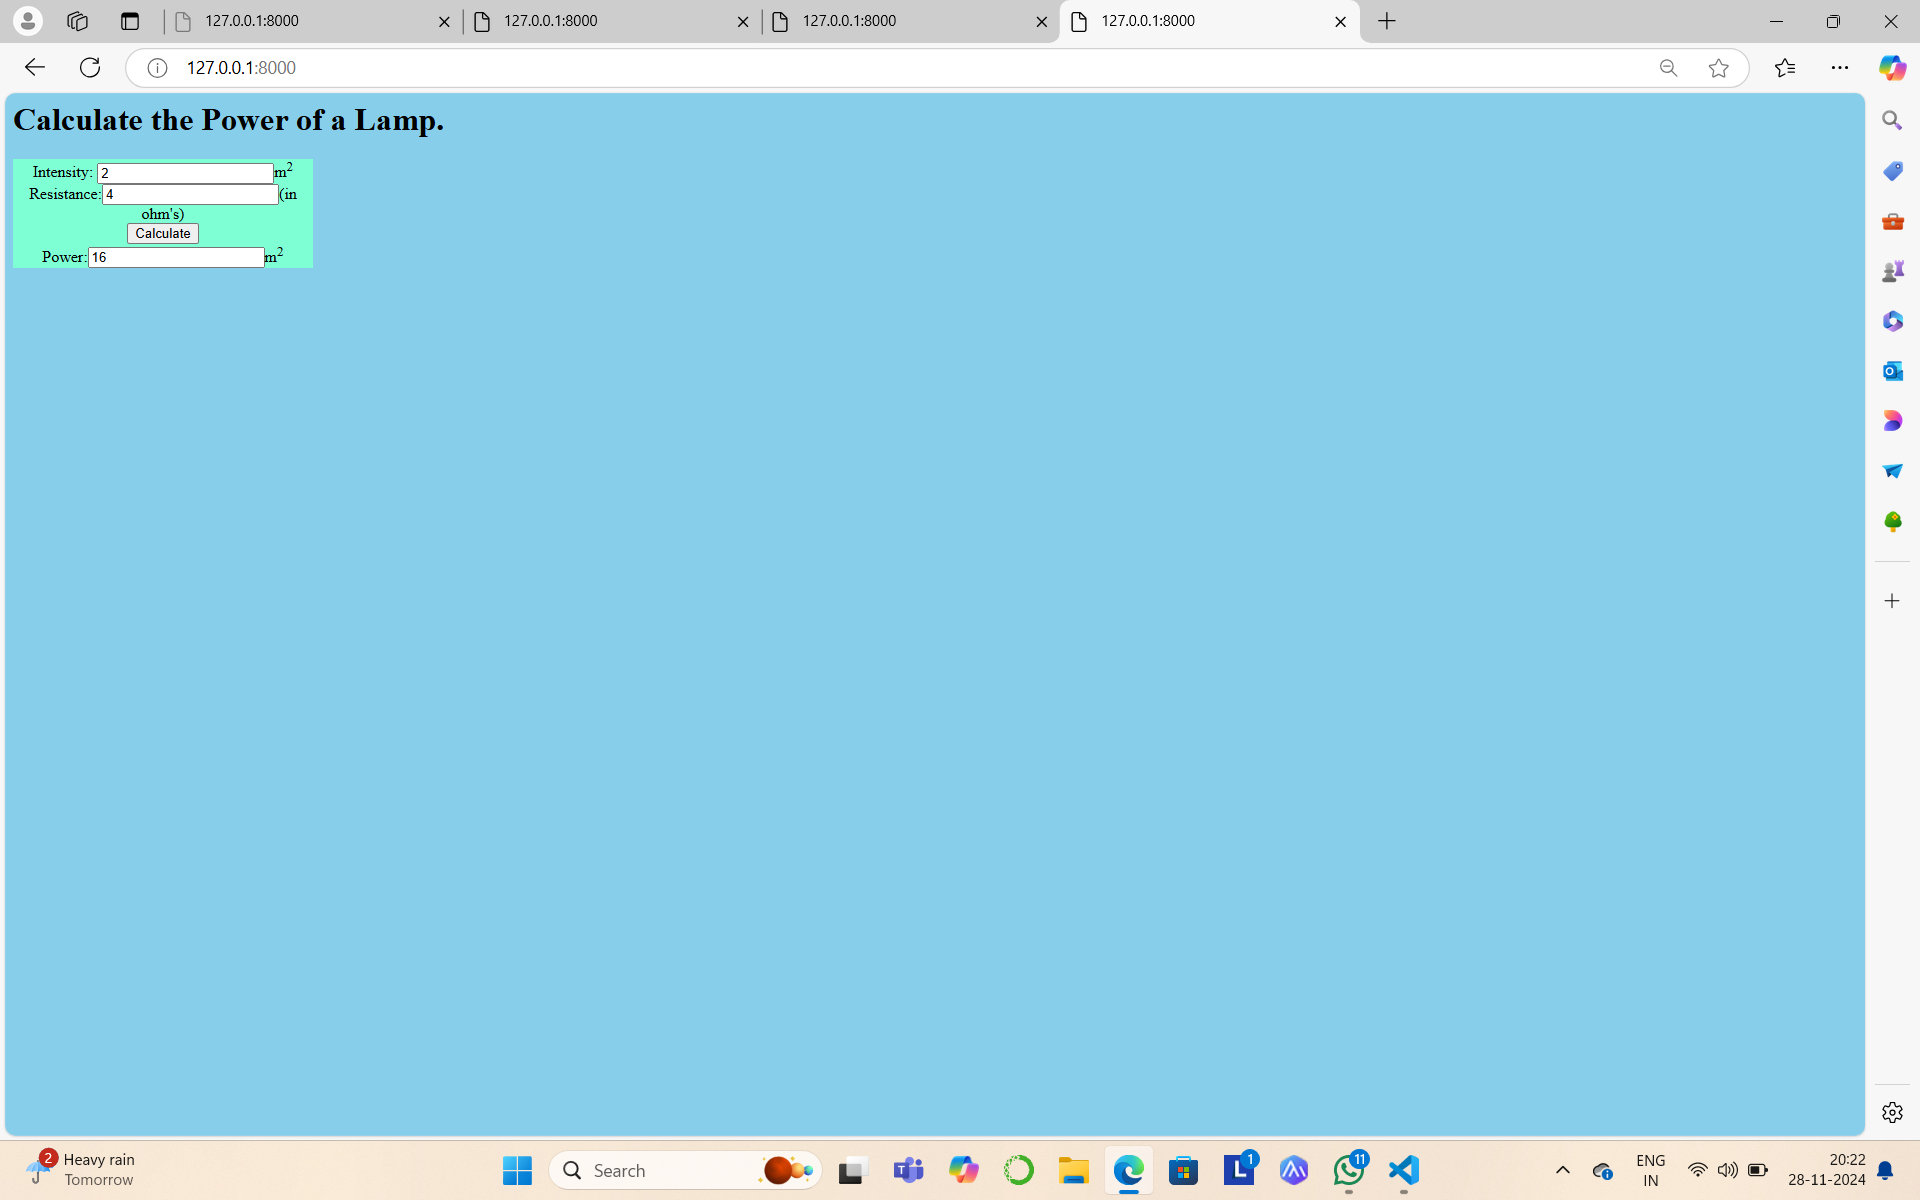 127.0.0.1:8000
127.0.0.1:8000
127.0.0.1:8000
127.0.0.1:8000
127.0.0.1:8000
Calculate the Power of a Lamp.
Intensity: 2 m²
Resistance: 4 (in
ohm's)
Calculate
Power: 16 m²
2
Heavy rain
Tomorrow
Search
T
L
1
11
ENG
IN
20:22
28-11-2024